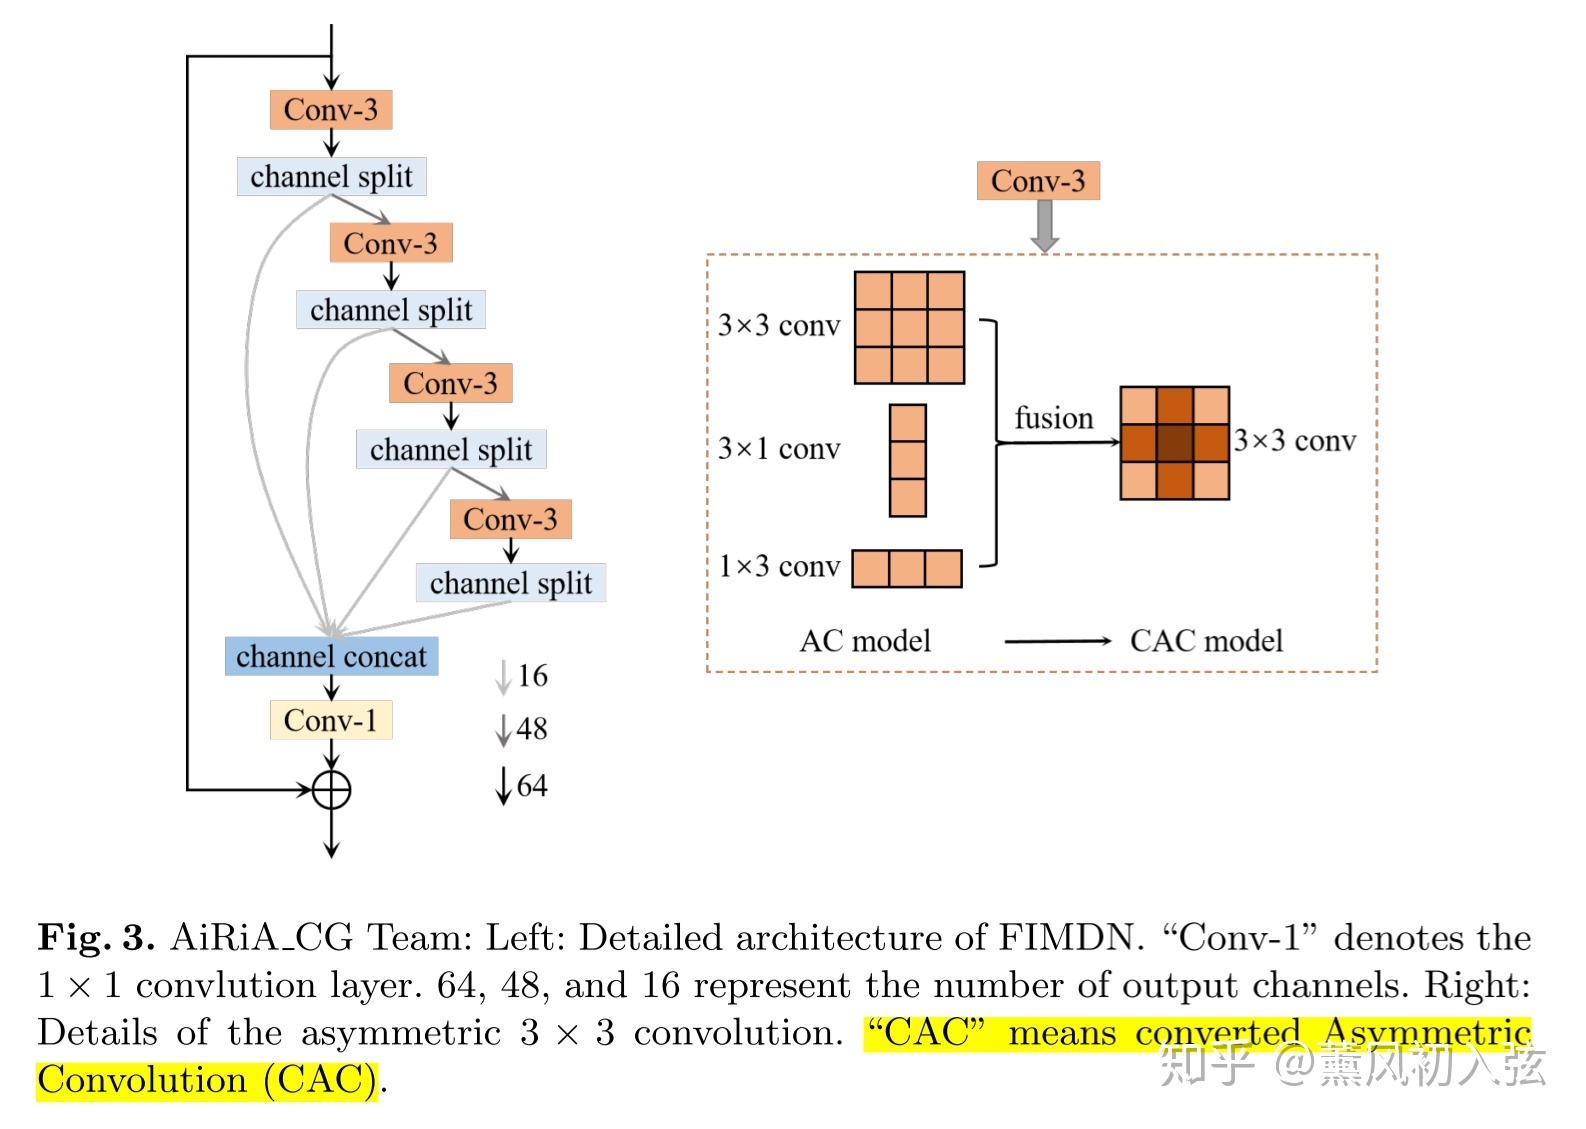 Conv-3
channel split
Conv-3
channel split
Conv-3
channel split
Conv-3
channel split
channel concat
Conv-1
16
48
64
Conv-3
3×3 conv
3×1 conv
1×3 conv
fusion
3×3 conv
AC model
CAC model
Fig. 3. AiRiA_CG Team: Left: Detailed architecture of FIMDN. “Conv-1” denotes the
1 × 1 convlution layer. 64, 48, and 16 represent the number of output channels. Right:
Details of the asymmetric 3 × 3 convolution. “CAC” means converted Asymmetric
Convolution (CAC).
知乎 @薰风初入弦